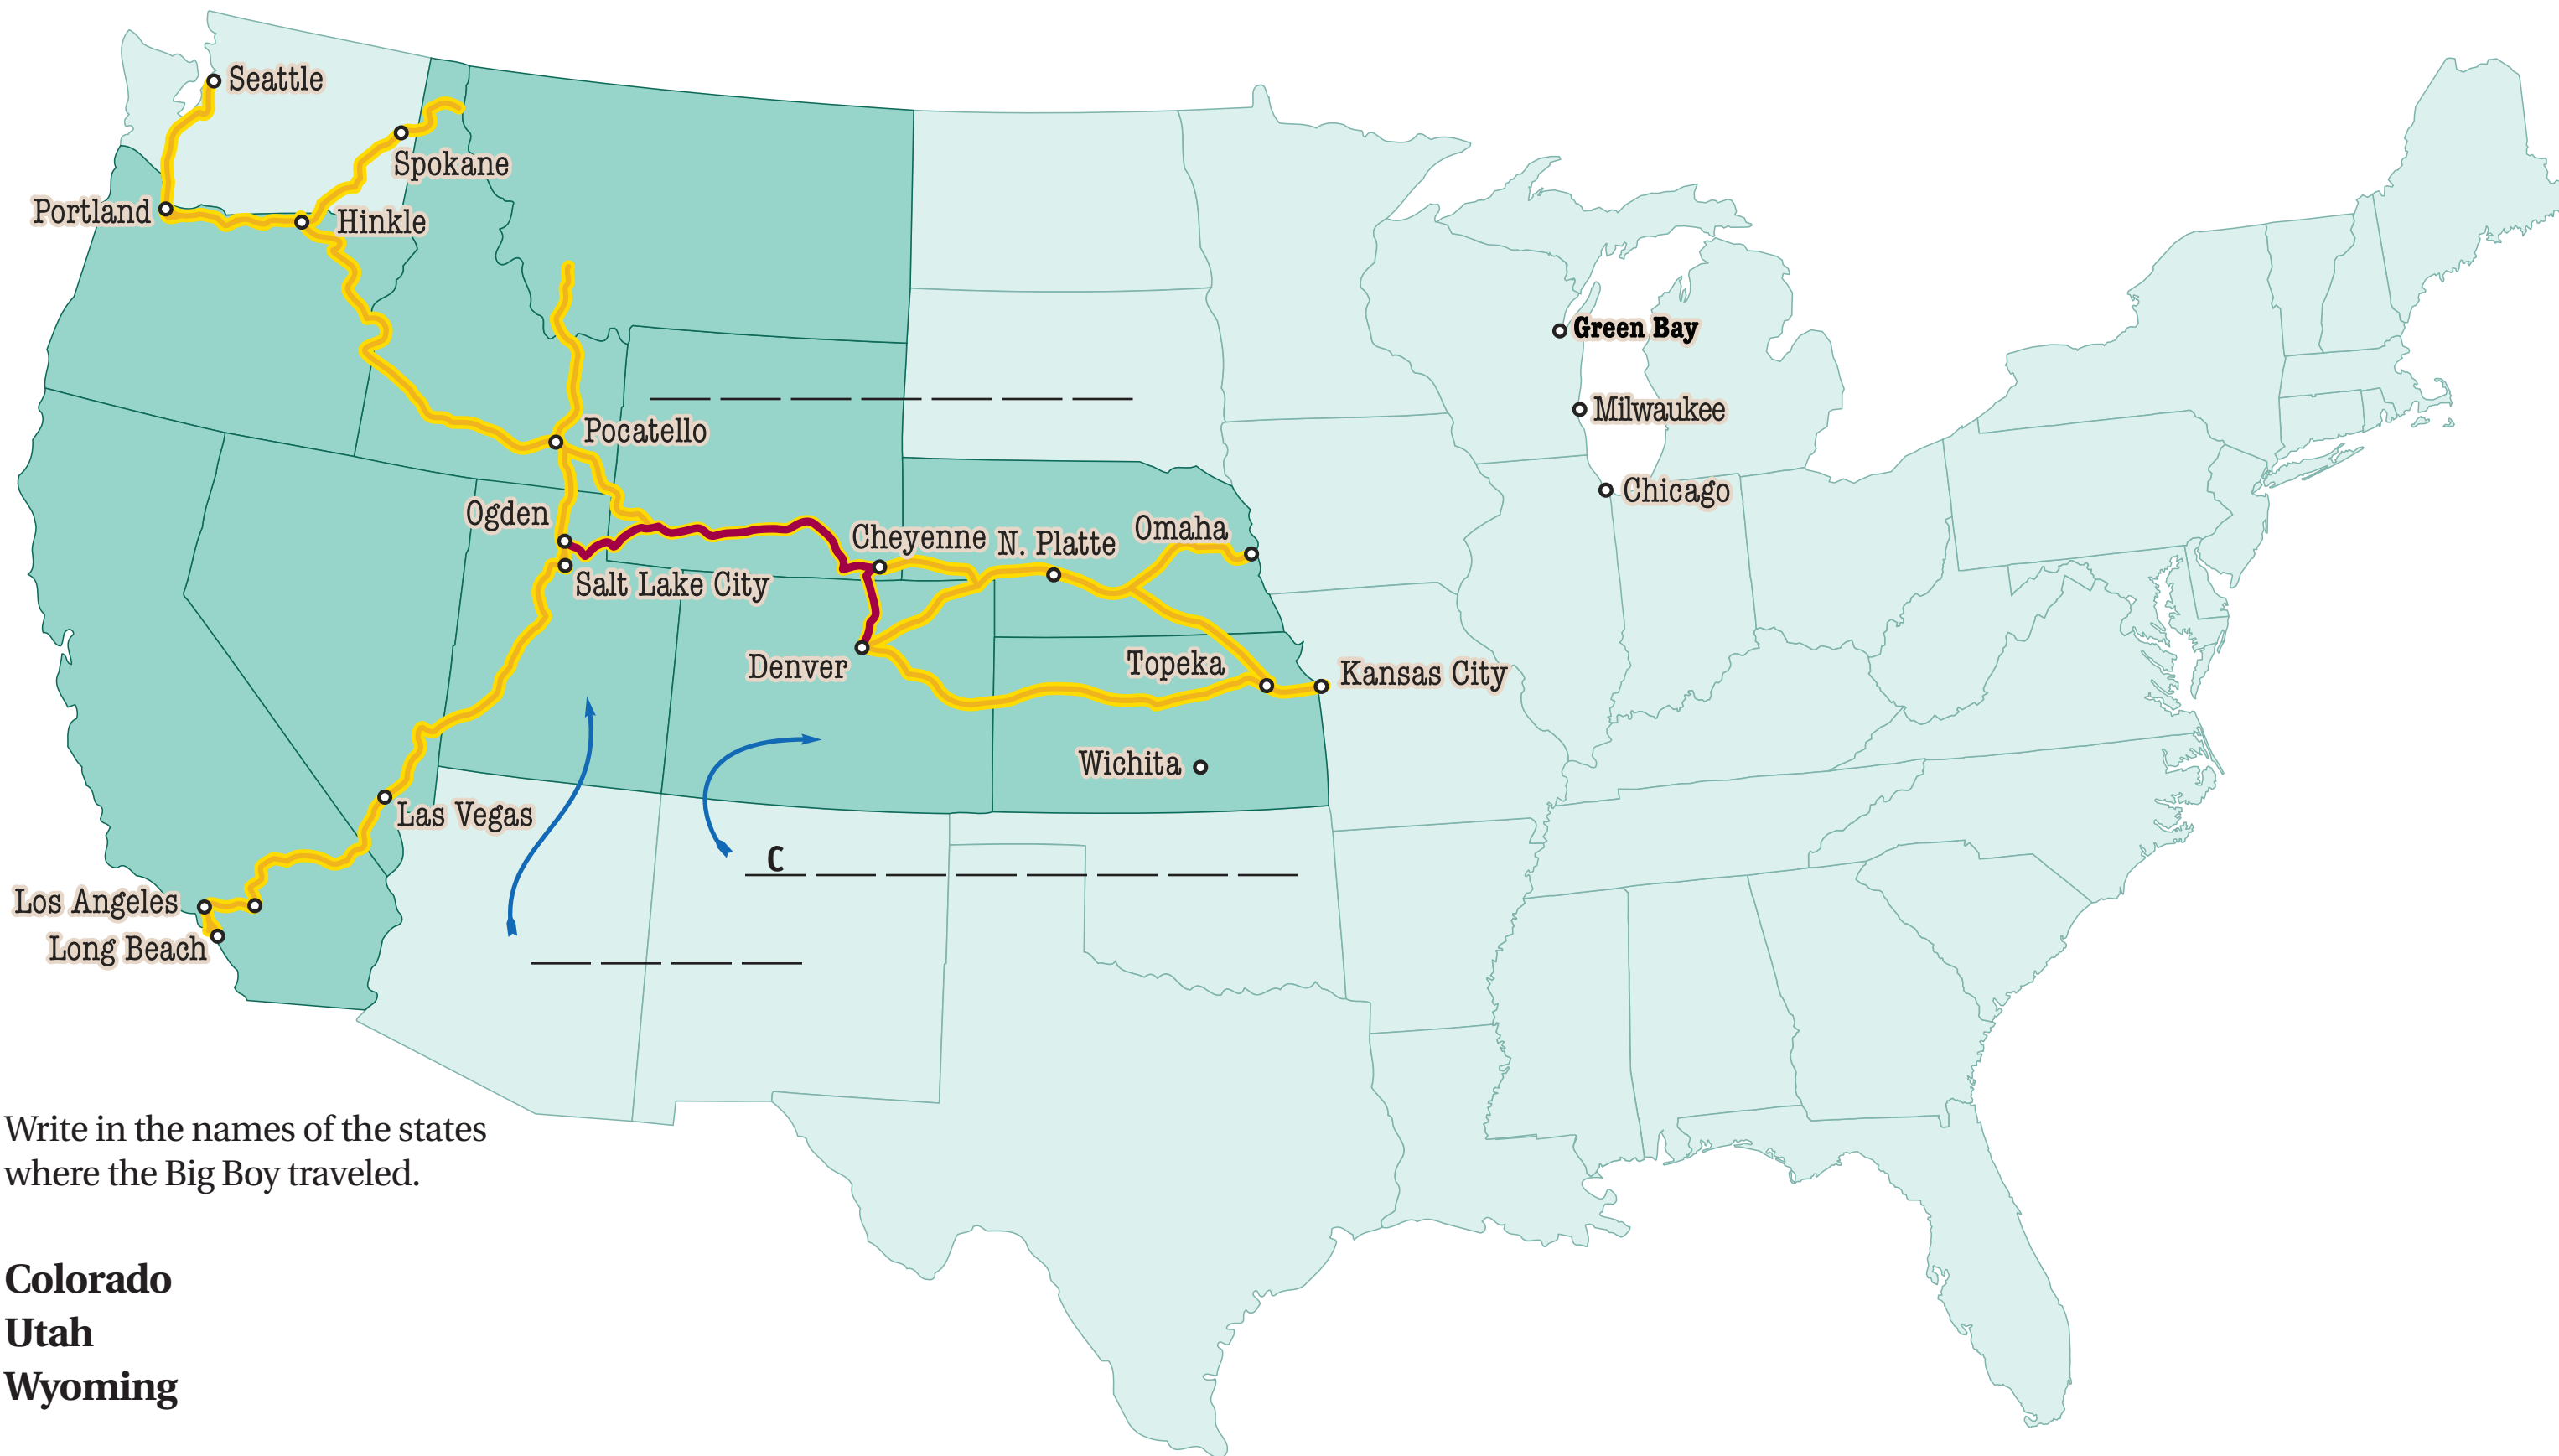 Seattle
Spokane
Portland
Hinkle
Green Bay
Milwaukee
Pocatello
Chicago
Ogden
Cheyenne
N. Platte
Omaha
Salt Lake City
Denver
Topeka
Kansas City
Wichita
Las Vegas
C
Los Angeles
Long Beach
Write in the names of the states
where the Big Boy traveled.
Colorado
Utah
Wyoming